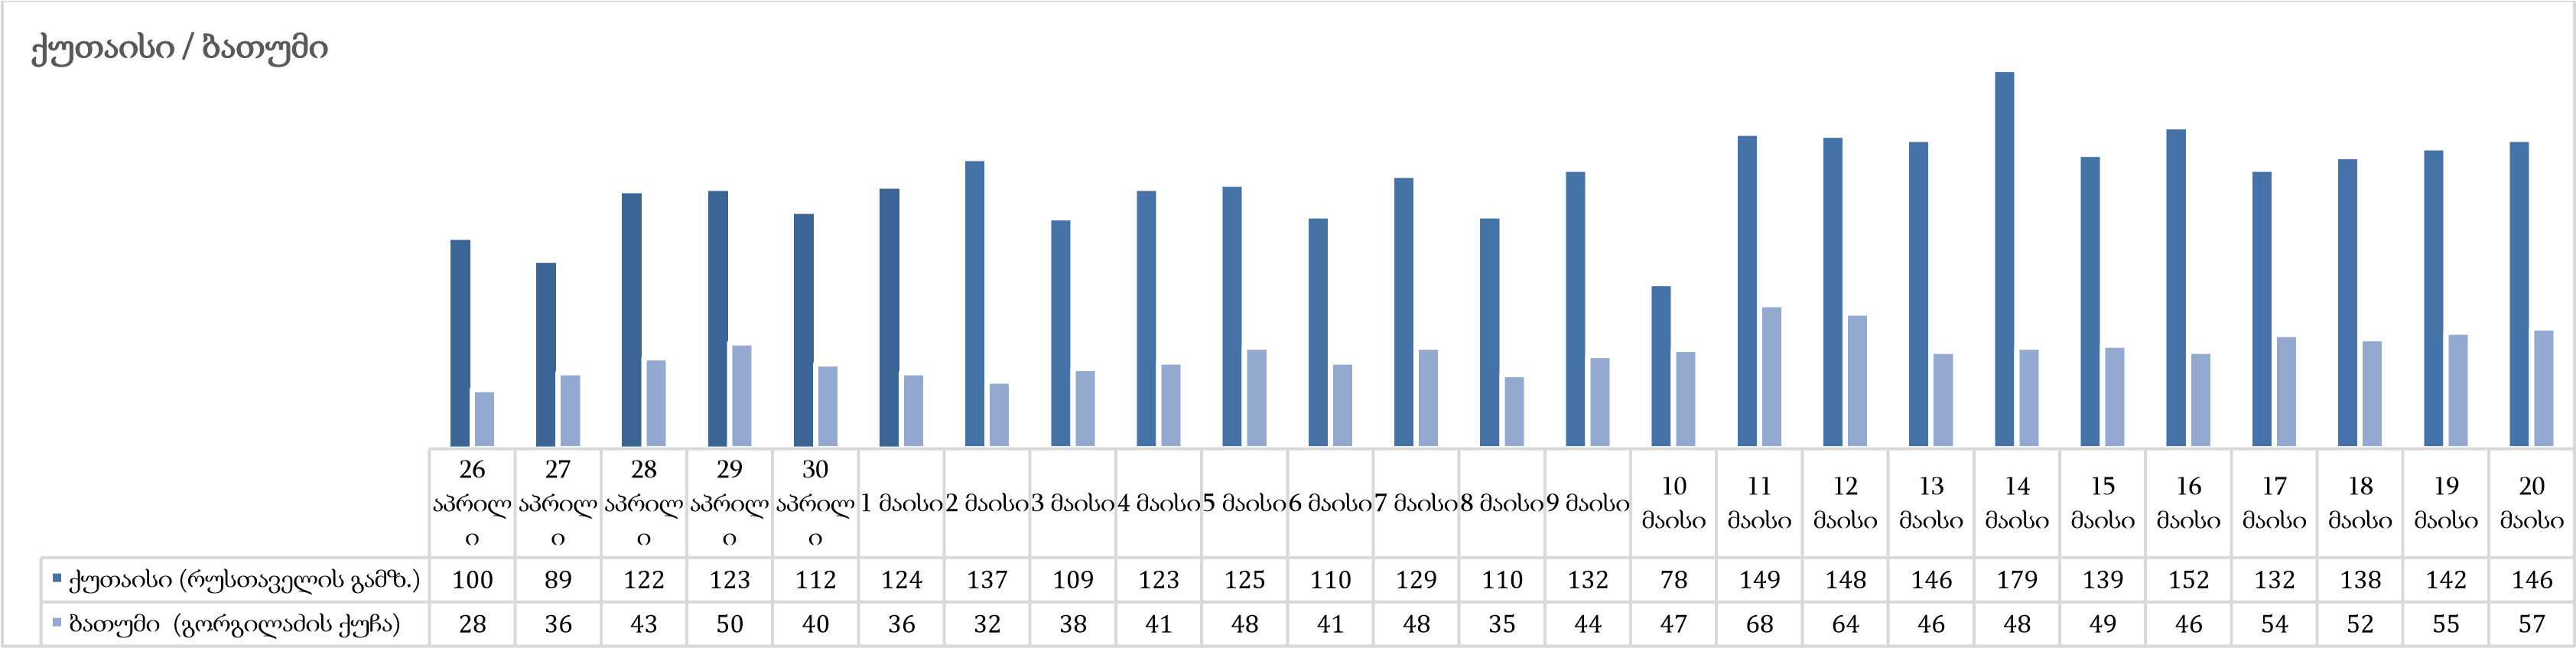 ქუთაისი / ბათუმი
26 აპრილი 27 აპრილი 28 აპრილი 29 აპრილი 30 აპრილი 1 მაისი 2 მაისი 3 მაისი 4 მაისი 5 მაისი 6 მაისი 7 მაისი 8 მაისი 9 მაისი 10 მაისი 11 მაისი 12 მაისი 13 მაისი 14 მაისი 15 მაისი 16 მაისი 17 მაისი 18 მაისი 19 მაისი 20 მაისი
ქუთაისი (რუსთაველის გამზ.) 100 89 122 123 112 124 137 109 123 125 110 129 110 132 78 149 148 146 179 139 152 132 138 142 146
ბათუმი (გორგილაძის ქუჩა) 28 36 43 50 40 36 32 38 41 48 41 48 35 44 47 68 64 46 48 49 46 54 52 55 57